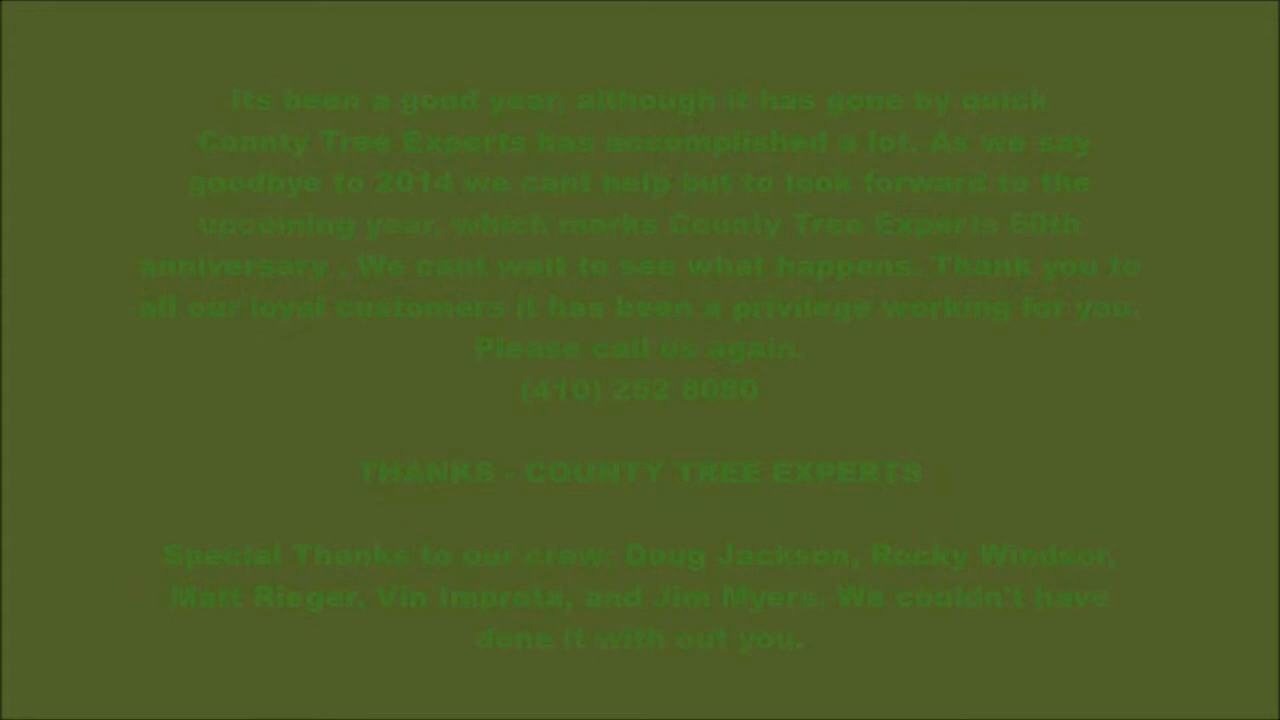 Its been a good year, although it has gone by quick
County Tree Experts has accomplished a lot. As we say
goodbye to 2014 we cant help but to look forward to the
upcoming year, which marks County Tree Experts 50th
anniversary . We cant wait to see what happens. Thank you to
all our loyal customers it has been a privilege working for you.
Please call us again.
(410) 252 8080

THANKS - COUNTY TREE EXPERTS

Special Thanks to our crew: Doug Jackson, Rocky Windsor,
Matt Rieger, Vin Improta, and Jim Myers. We couldn't have
done it with out you.